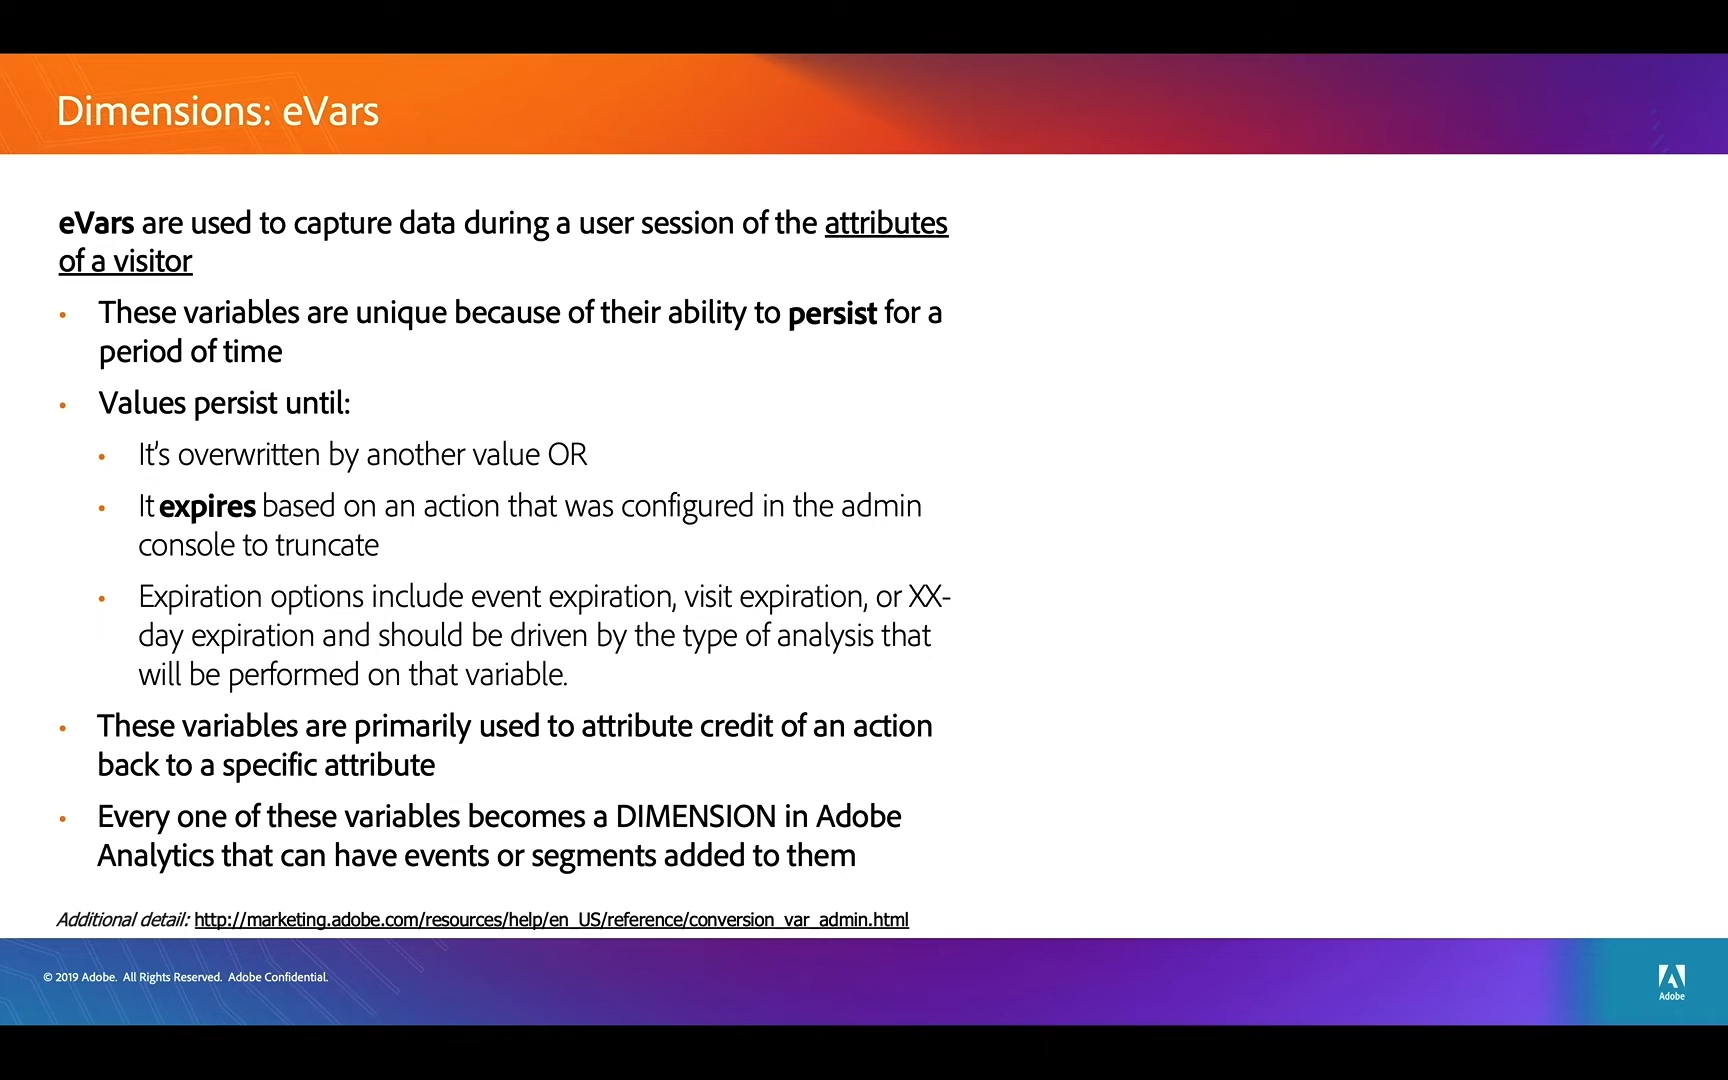 Dimensions: eVars
eVars are used to capture data during a user session of the attributes
of a visitor
• These variables are unique because of their ability to persist for a
period of time
• Values persist until:
• It's overwritten by another value OR
• It expires based on an action that was configured in the admin
console to truncate
• Expiration options include event expiration, visit expiration, or XX-
day expiration and should be driven by the type of analysis that
will be performed on that variable.
• These variables are primarily used to attribute credit of an action
back to a specific attribute
• Every one of these variables becomes a DIMENSION in Adobe
Analytics that can have events or segments added to them
Additional detail: http://marketing.adobe.com/resources/help/en_US/reference/conversion_var_admin.html
© 2019 Adobe. All Rights Reserved. Adobe Confidential.
Adobe